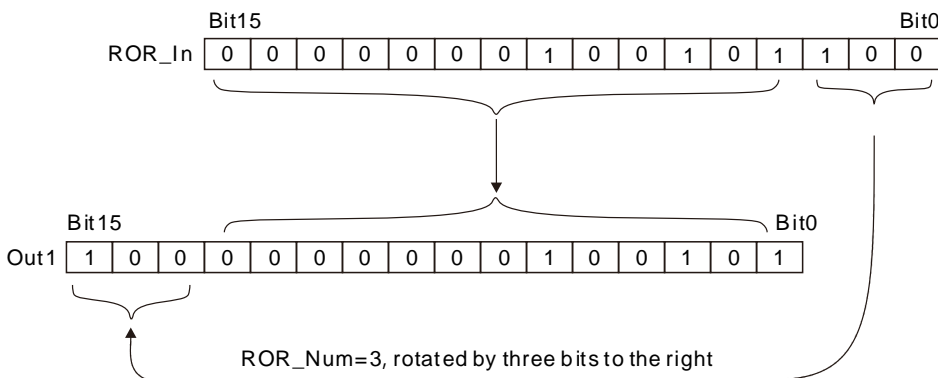 Bit15 Bit0
ROR_In 0 0 0 0 0 0 0 1 0 0 1 0 1 1 0 0
Bit15 Bit0
Out1 1 0 0 0 0 0 0 0 0 0 1 0 0 1 0 1
ROR_Num=3, rotated by three bits to the right